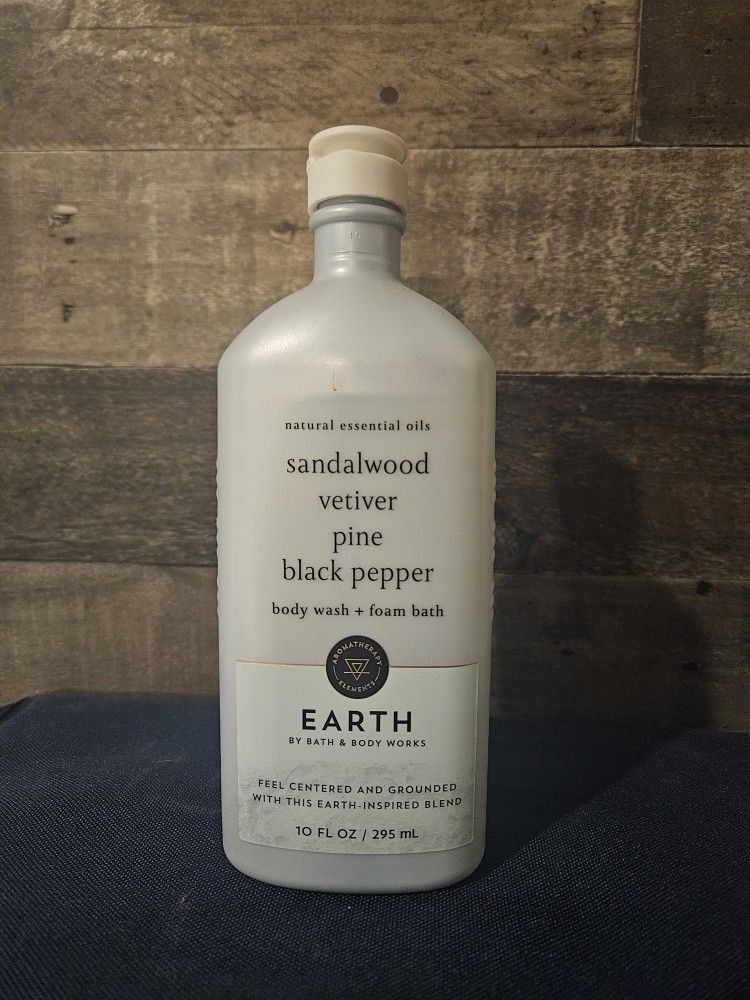 10
natural essential oils
sandalwood
vetiver
pine
black pepper
body wash + foam bath
AROMATHERAPY
ELEMENTS
EARTH
BY BATH & BODY WORKS
FEEL CENTERED AND GROUNDED
WITH THIS EARTH-INSPIRED BLEND
10 FL OZ / 295 mL